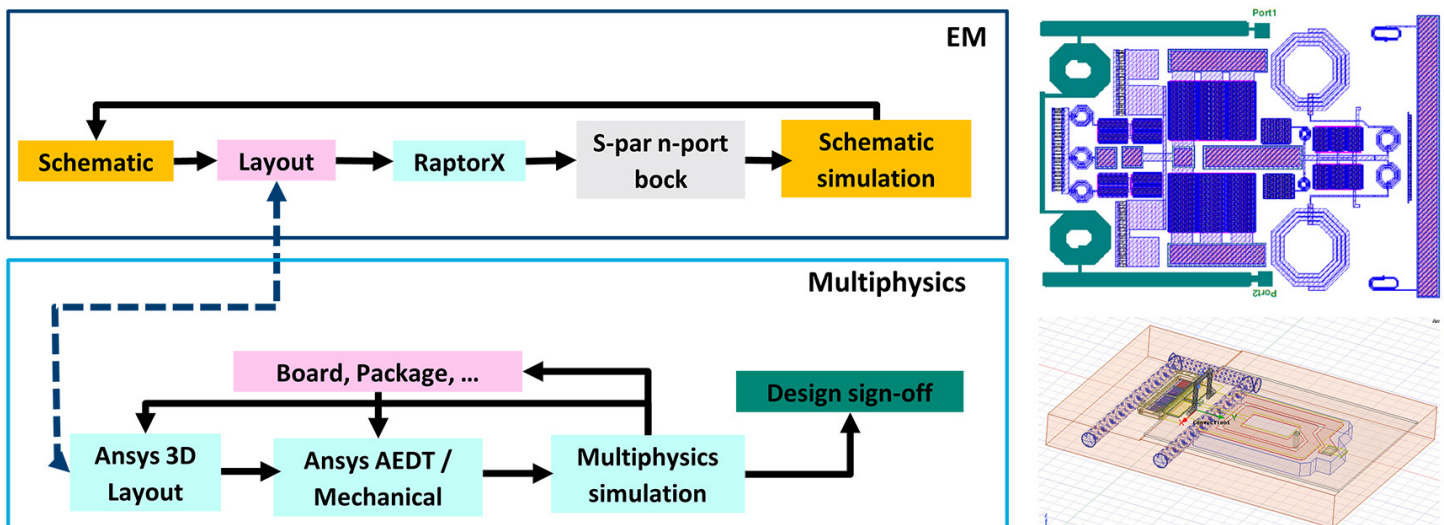 EM
Schematic
Layout
RaptorX
S-par n-port
bock
Schematic
simulation
Multiphysics
Board, Package, ...
Design sign-off
Ansys 3D
Layout
Ansys AEDT /
Mechanical
Multiphysics
simulation
Port1
Port2
X
Y